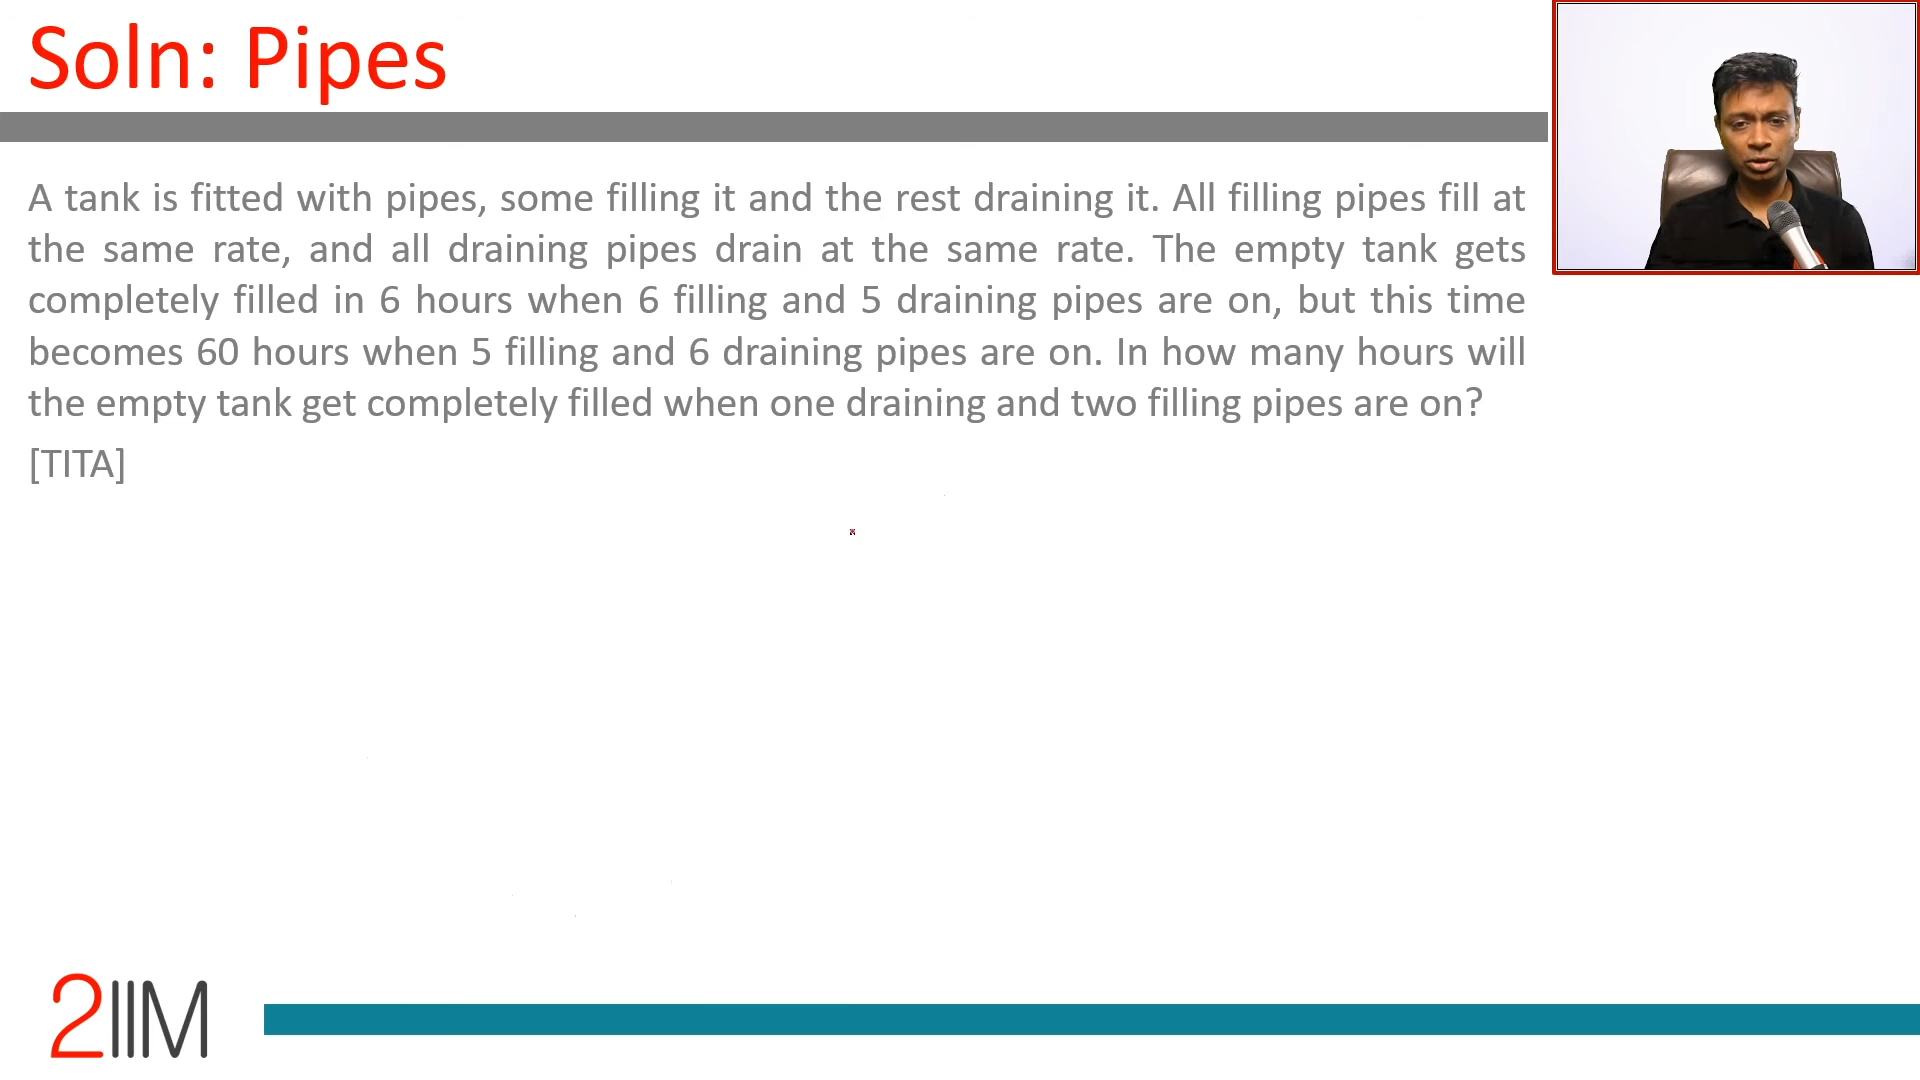 Soln: Pipes
A tank is fitted with pipes, some filling it and the rest draining it. All filling pipes fill at
the same rate, and all draining pipes drain at the same rate. The empty tank gets
completely filled in 6 hours when 6 filling and 5 draining pipes are on, but this time
becomes 60 hours when 5 filling and 6 draining pipes are on. In how many hours will
the empty tank get completely filled when one draining and two filling pipes are on?
[TITA]
2IIM